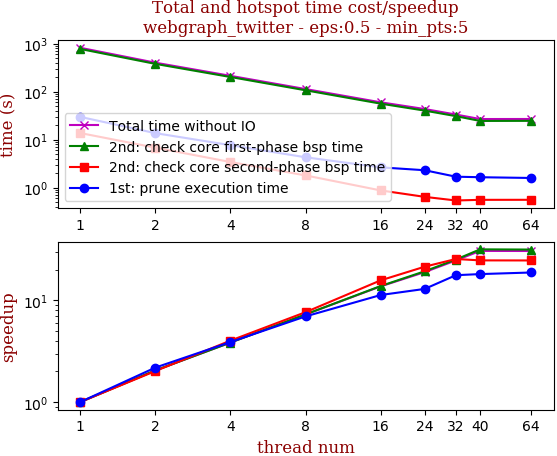 Total and hotspot time cost/speedup
webgraph_twitter - eps:0.5 - min_pts:5
time (s)
10³
10²
10¹
10⁰
Total time without IO
2nd: check core first-phase bsp time
2nd: check core second-phase bsp time
1st: prune execution time
1 2 4 8 16 24 32 40 64
speedup
10¹
10⁰
1 2 4 8 16 24 32 40 64
thread num